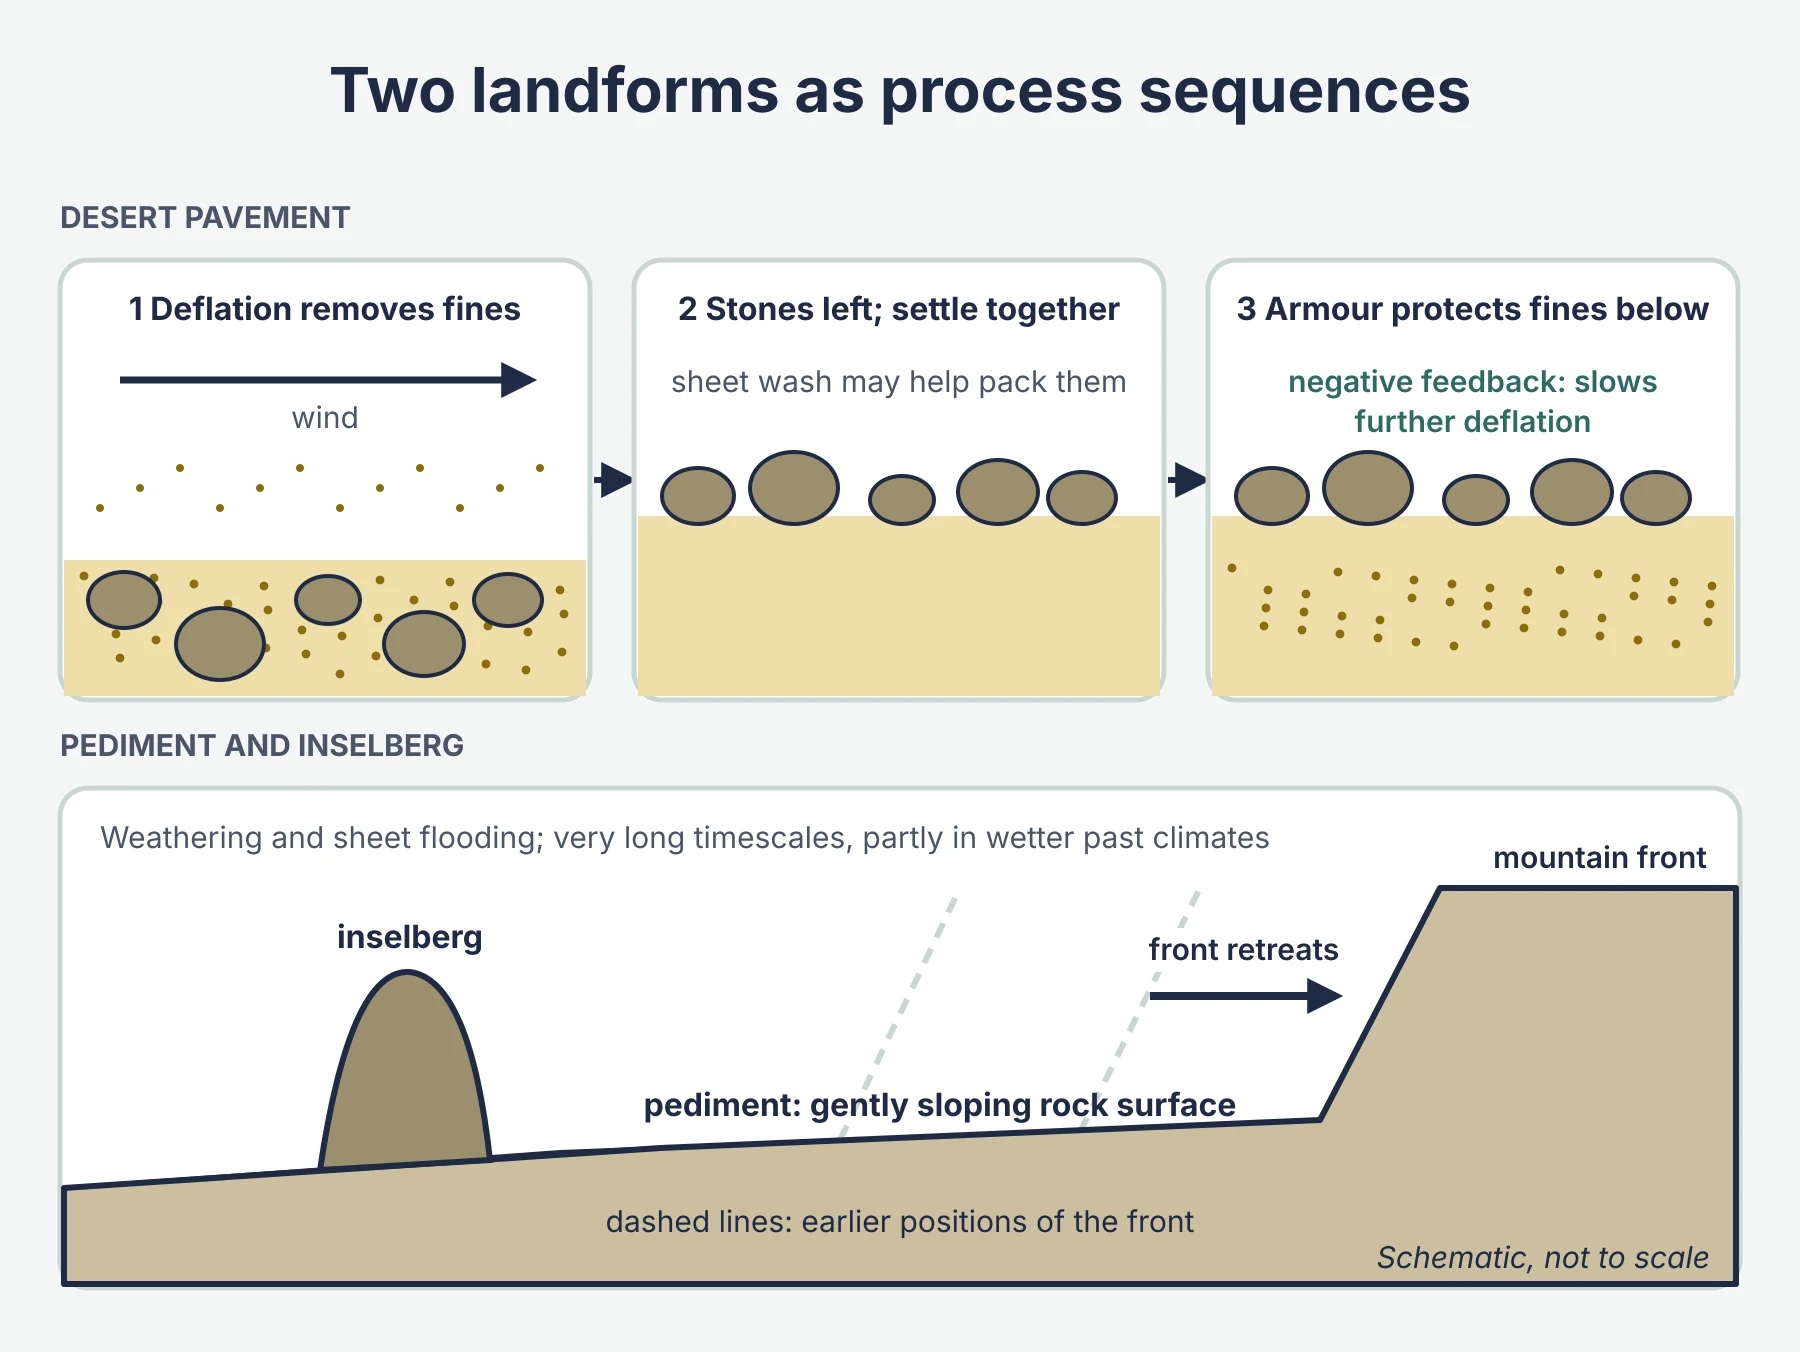 Two landforms as process sequences
DESERT PAVEMENT
1 Deflation removes fines
wind
2 Stones left; settle together
sheet wash may help pack them
3 Armour protects fines below
negative feedback: slows
further deflation
PEDIMENT AND INSELBERG
Weathering and sheet flooding; very long timescales, partly in wetter past climates
mountain front
inselberg
front retreats
pediment: gently sloping rock surface
dashed lines: earlier positions of the front
Schematic, not to scale